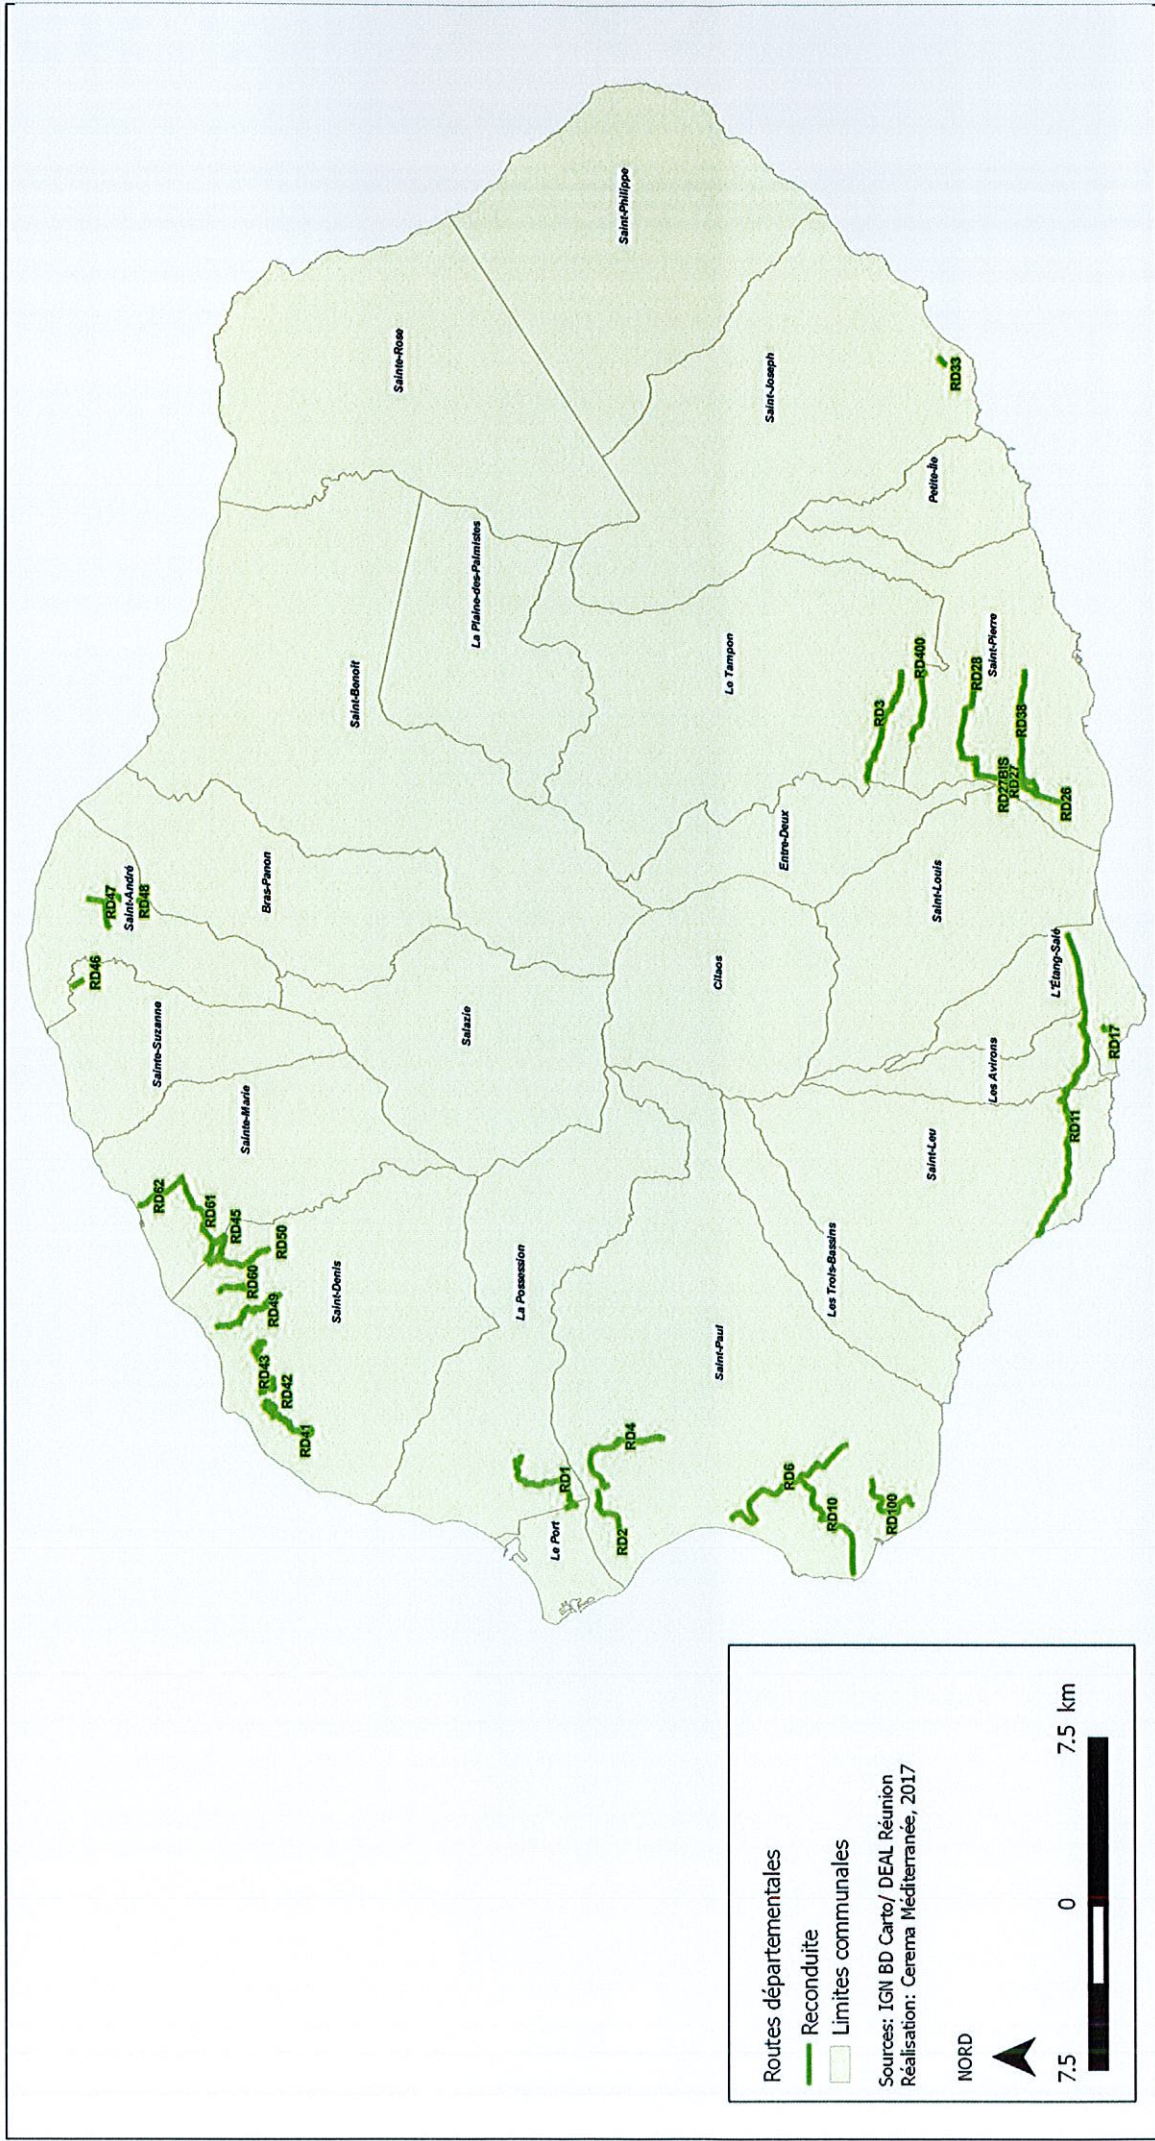 Saint-Philippe
Sainte-Rose
Saint-Joseph
RD33
Petite-Île
La Plaine-des-Palmistes
Saint-Benoit
Le Tampon
RD400
RD3
RD28
Saint-Pierre
RD38
RD27BIS
RD27
RD26
Entre-Deux
Saint-Louis
Bras-Panon
RD47
Saint-André
RD48
RD46
Cilaos
L'Étang-Salé
RD17
Les Avirons
RD11
Saint-Leu
Salazie
Sainte-Suzanne
Sainte-Marie
RD62
RD61
RD45
RD50
RD60
RD49
Saint-Denis
RD43
RD42
RD41
La Possession
Les Trois-Bassins
Saint-Paul
RD4
RD1
RD2
Le Port
RD6
RD10
RD100
Routes départementales
Reconduite
Limites communales
Sources: IGN BD Carto/ DEAL Réunion
Réalisation: Cerema Méditerranée, 2017
NORD
7.5 0 7.5 km